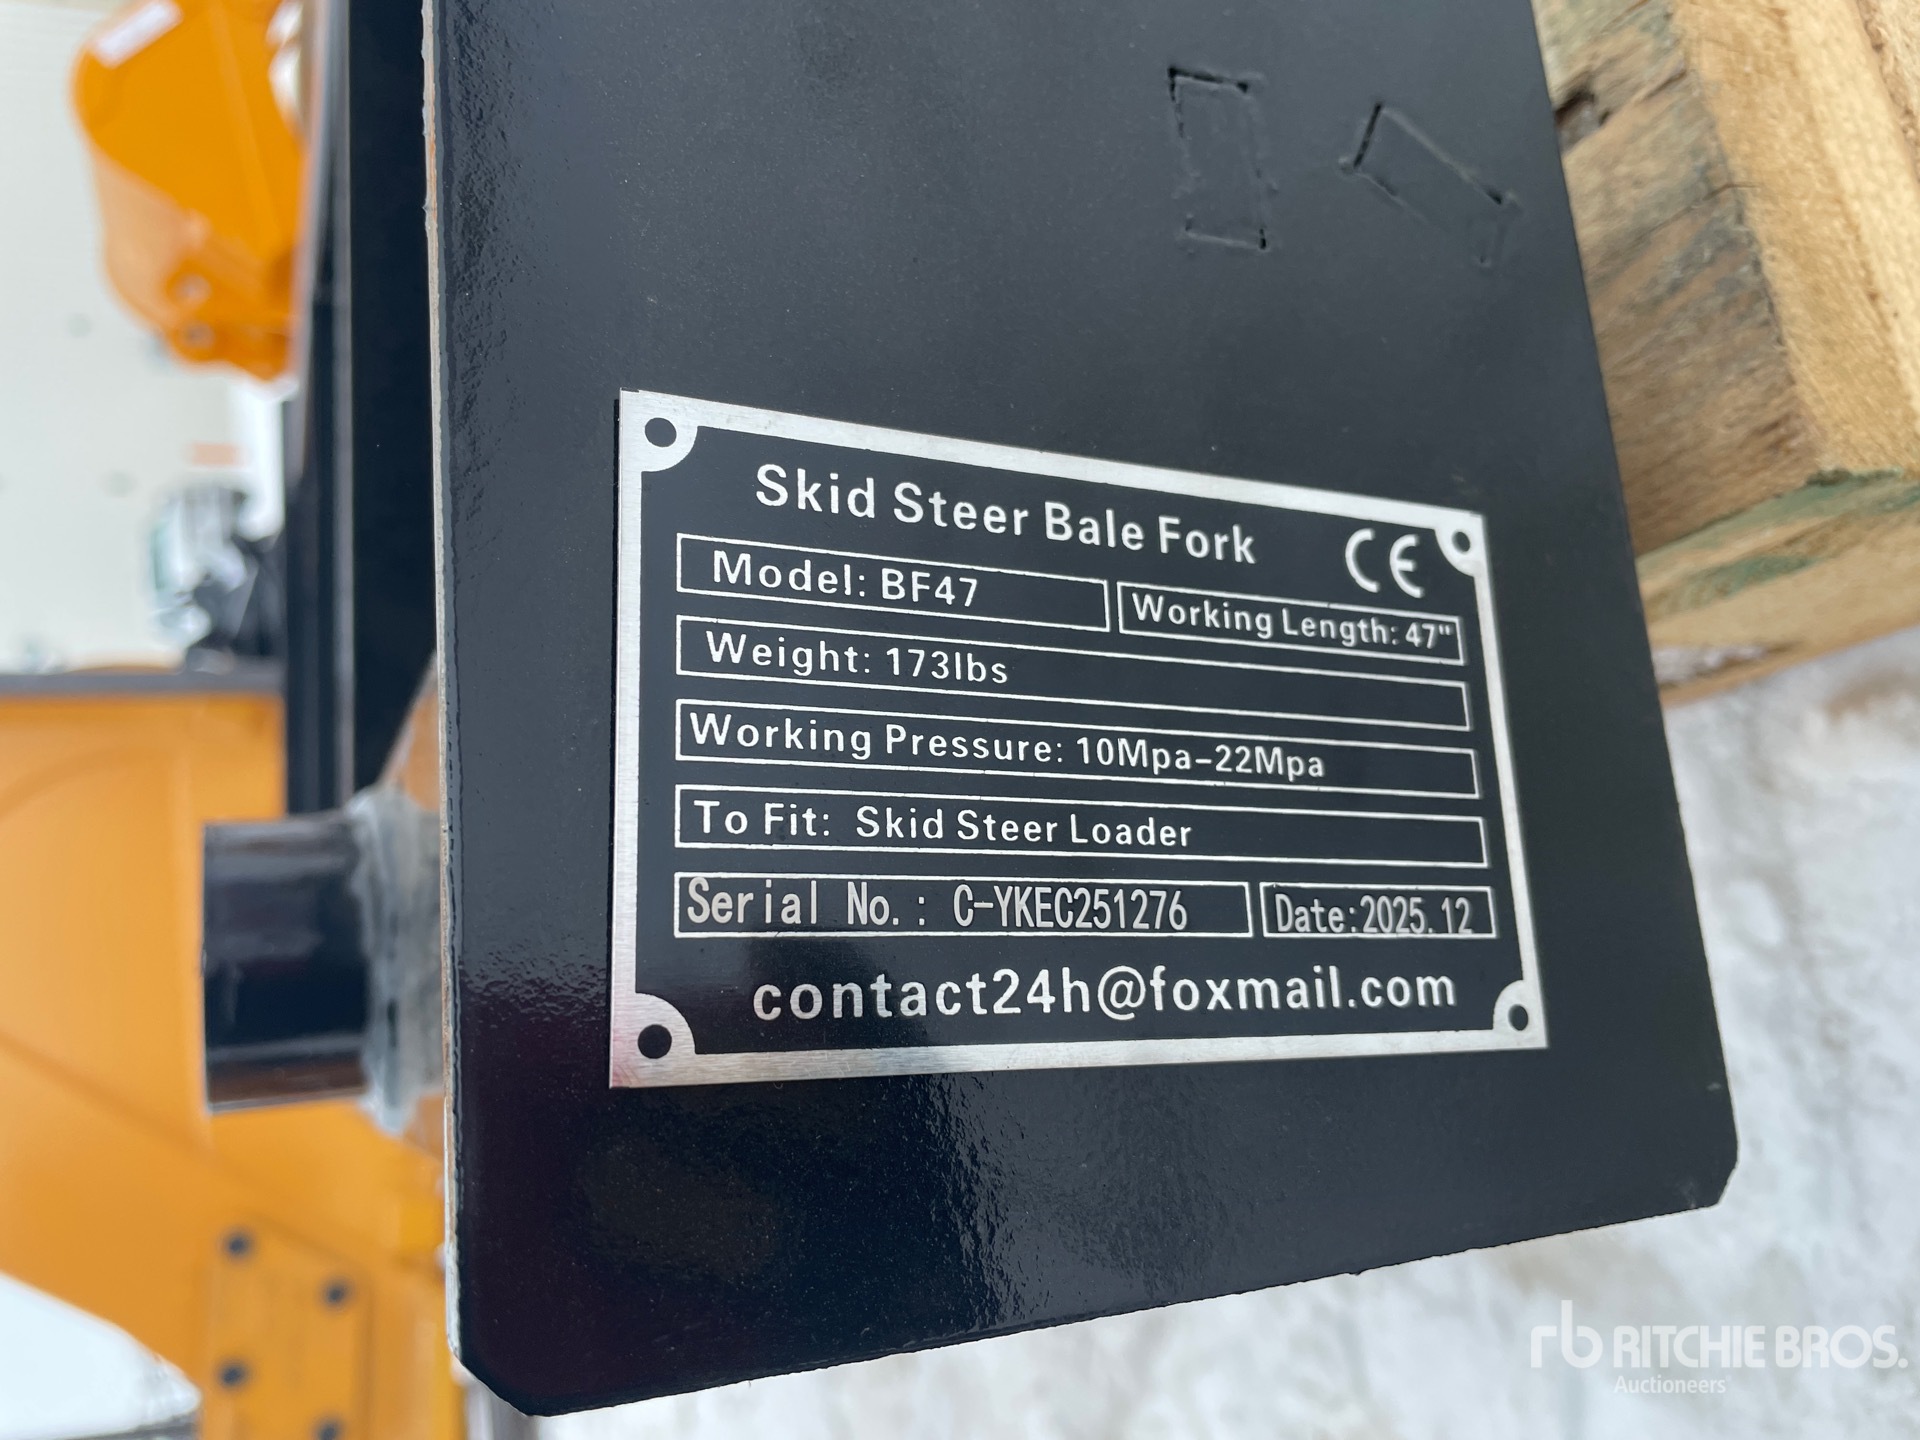 Skid Steer Bale Fork
CE
Model: BF47
Working Length: 47"
Weight: 173lbs
Working Pressure: 10Mpa-22Mpa
To Fit: Skid Steer Loader
Serial No.: C-YKEC251276
Date:2025.12
contact24h@foxmail.com
rb RITCHIE BROS.
Auctioneers